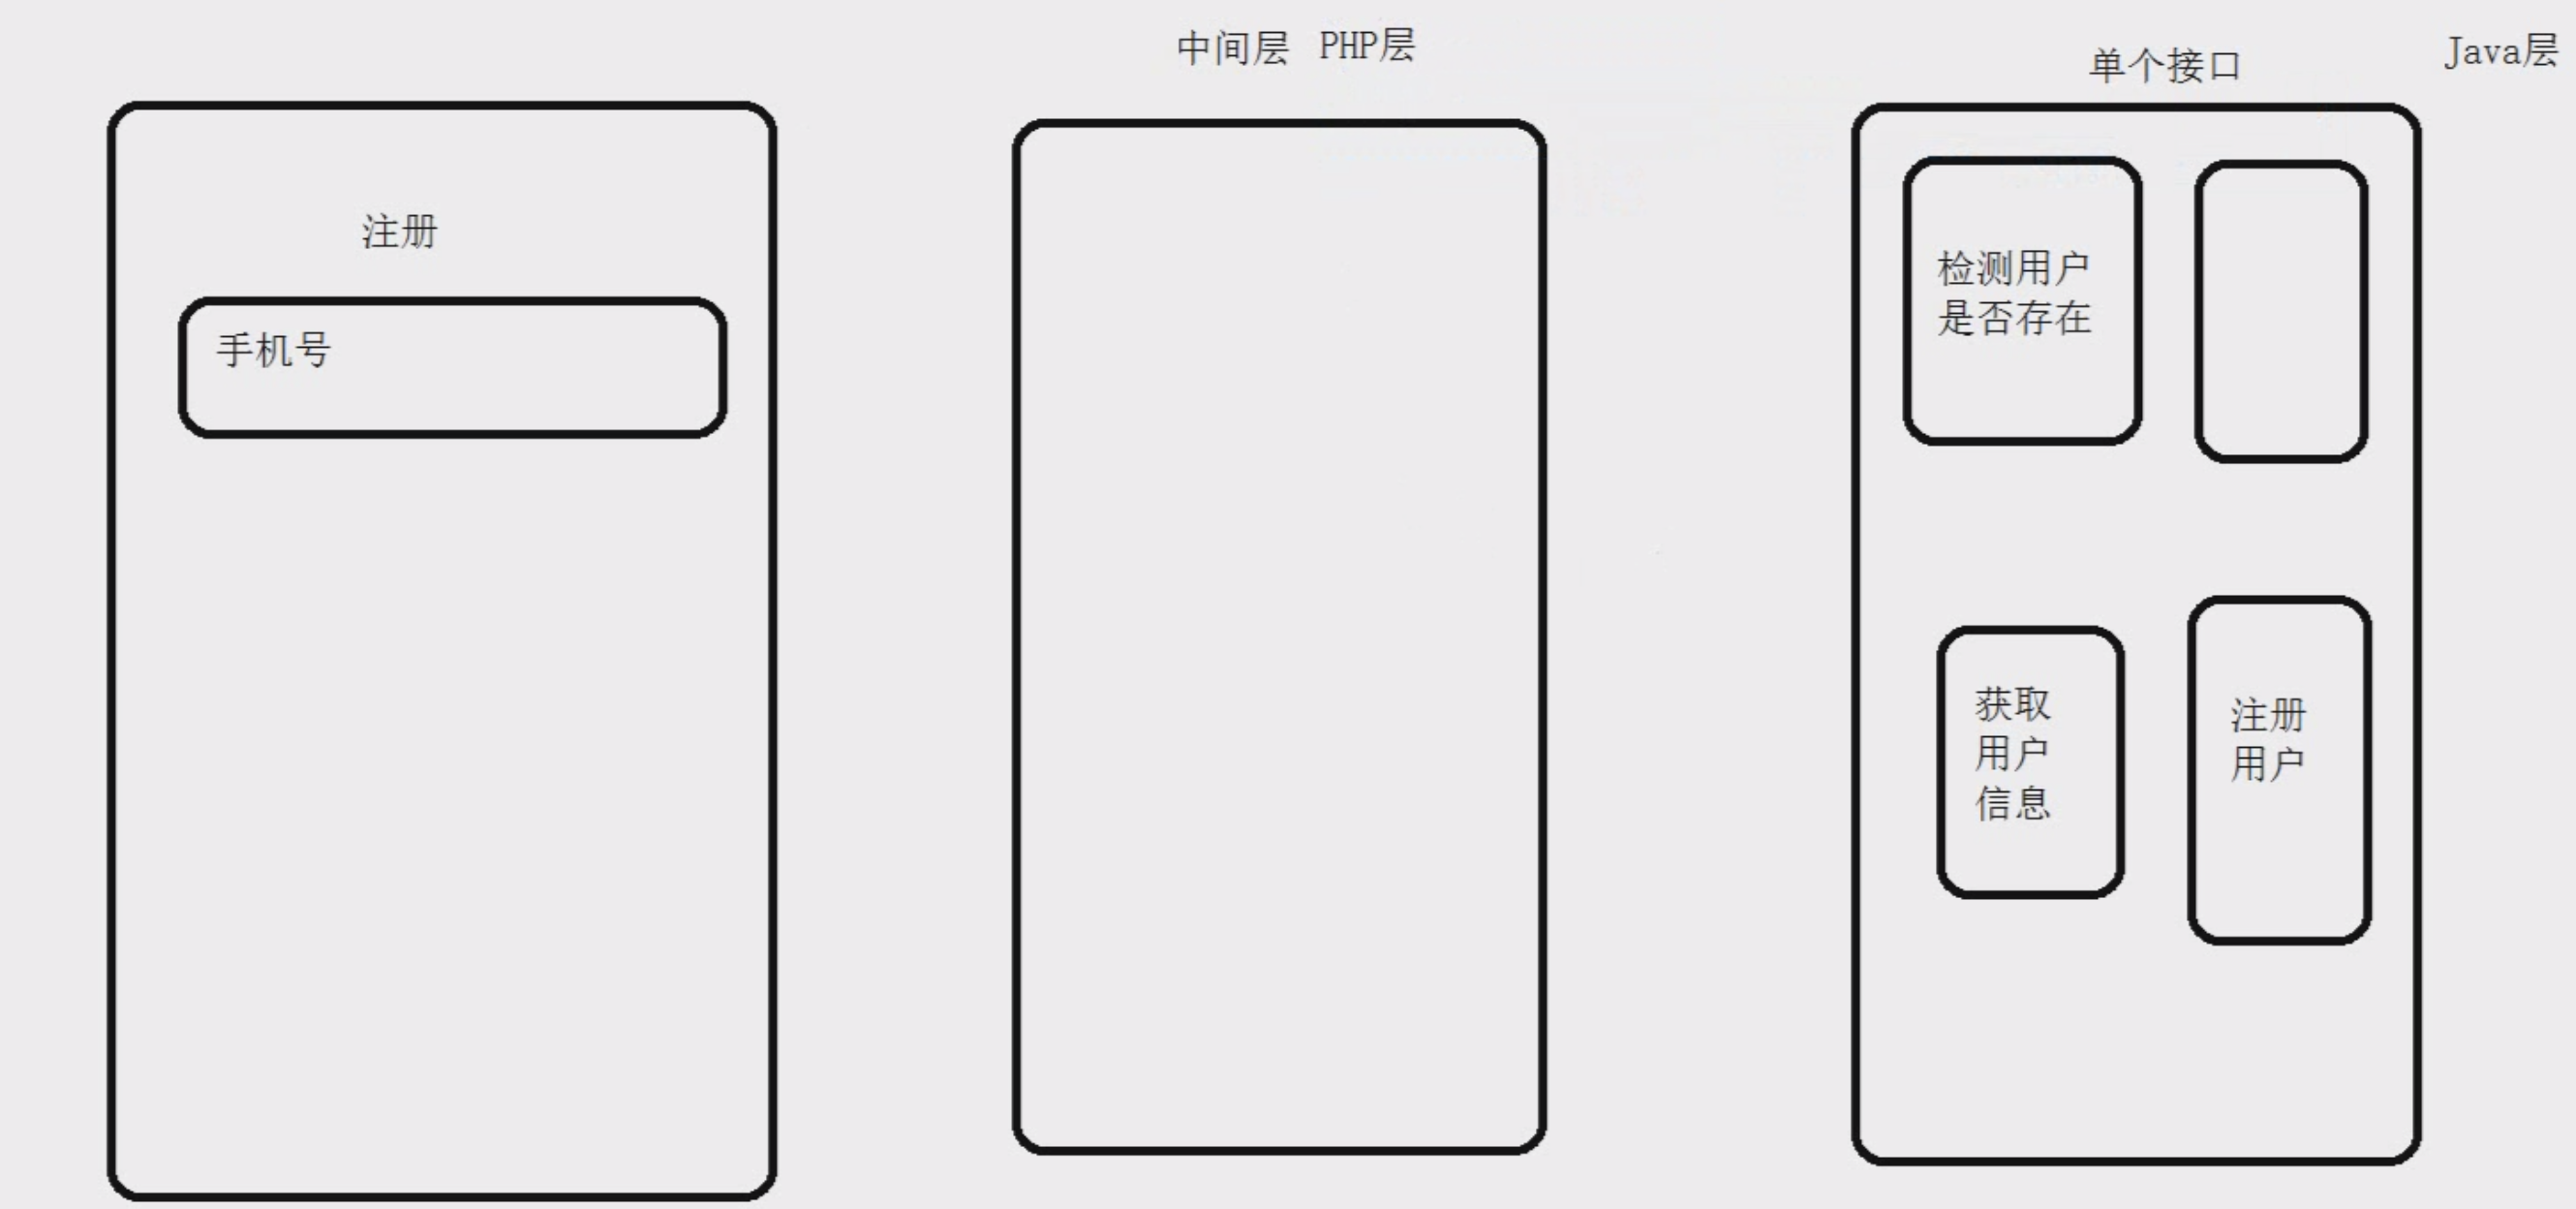 中间层 PHP层
单个接口
Java层
注册
手机号
检测用户
是否存在
获取
用户
信息
注册
用户